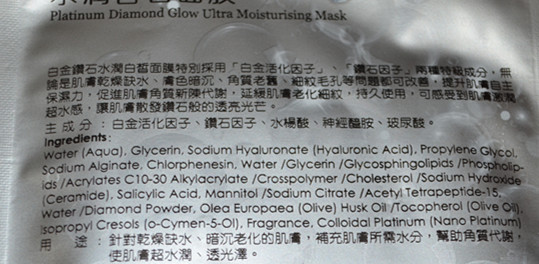 Platinum Diamond Glow Ultra Moisturising Mask
白金鑽石水潤白皙面膜特別採用「白金活化因子」、「鑽石因子」兩種特級成分，無
論是肌膚乾燥缺水、膚色暗沉、角質老舊、細紋毛孔等問題都可改善，提升肌膚自主
保濕力，促進肌膚角質新陳代謝，延緩肌膚老化細紋，持久使用，可感受到肌膚激潤
超水感，讓肌膚散發鑽石般的透亮光芒。
主 成 分 ：白金活化因子、鑽石因子、水楊酸、神經醯胺、玻尿酸。
Ingredients:
Water (Aqua), Glycerin, Sodium Hyaluronate (Hyaluronic Acid), Propylene Glycol,
Sodium Alginate, Chlorphenesin, Water /Glycerin /Glycosphingolipids /Phospholip-
ids /Acrylates C10-30 Alkylacrylate /Crosspolymer /Cholesterol /Sodium Hydroxide
(Ceramide), Salicylic Acid, Mannitol /Sodium Citrate /Acetyl Tetrapeptide-15,
Water /Diamond Powder, Olea Europaea (Olive) Husk Oil /Tocopherol (Olive Oil),
Isopropyl Cresols (o-Cymen-5-Ol), Fragrance, Colloidal Platinum (Nano Platinum)
用 途 ：針對乾燥缺水、暗沉老化的肌膚，補充肌膚所需水分，幫助角質代謝，
使肌膚超水潤、透光澤。